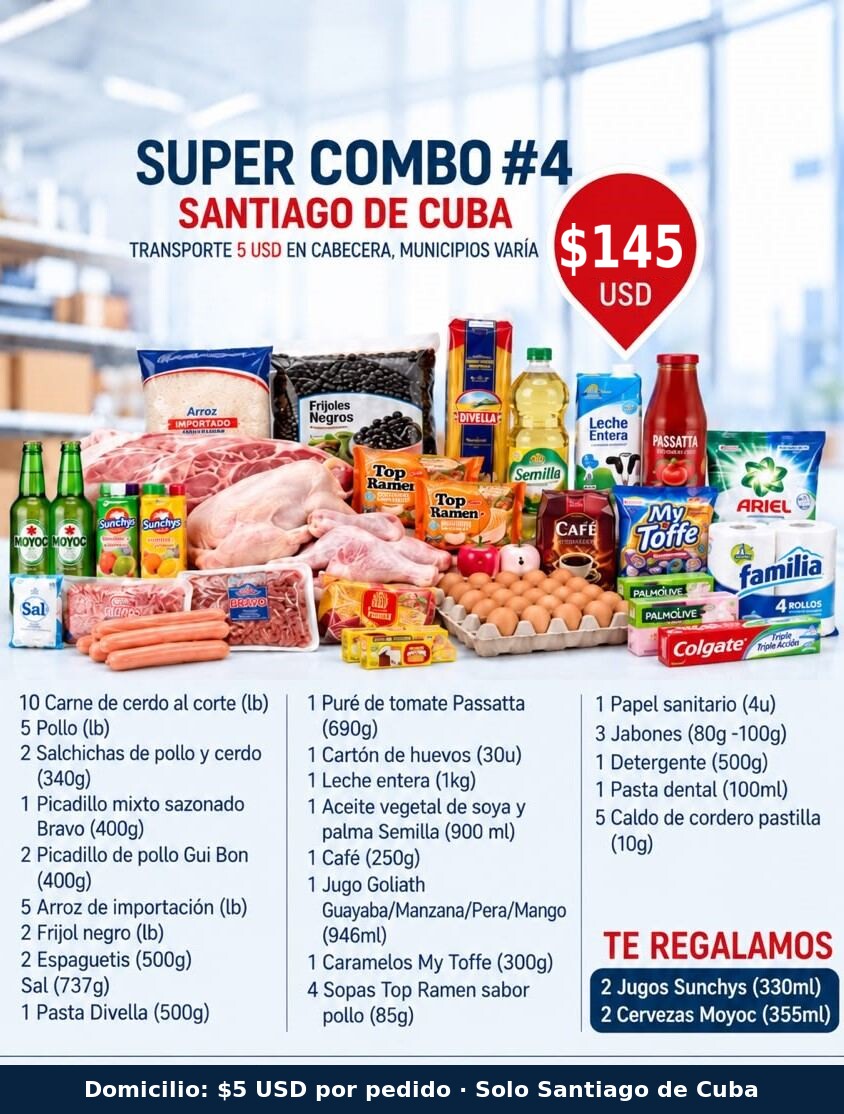 SUPER COMBO #4
SANTIAGO DE CUBA
TRANSPORTE 5 USD EN CABECERA, MUNICIPIOS VARÍA
$145
USD
Arroz
IMPORTADO
Frijoles
Negros
DIVELLA
Semilla
Leche
Entera
PASSATTA
ARIEL
MOYOC
MOYOC
Sunchys
Sunchys
Top
Ramen
Top
Ramen
CAFÉ
My
Toffe
familia
4 ROLLOS
Sal
BRAVO
PALMOLIVE
PALMOLIVE
Colgate
Triple
Triple Acción
10 Carne de cerdo al corte (lb)
5 Pollo (lb)
2 Salchichas de pollo y cerdo
(340g)
1 Picadillo mixto sazonado
Bravo (400g)
2 Picadillo de pollo Gui Bon
(400g)
5 Arroz de importación (lb)
2 Frijol negro (lb)
2 Espaguetis (500g)
Sal (737g)
1 Pasta Divella (500g)
1 Puré de tomate Passatta
(690g)
1 Cartón de huevos (30u)
1 Leche entera (1kg)
1 Aceite vegetal de soya y
palma Semilla (900 ml)
1 Café (250g)
1 Jugo Goliath
Guayaba/Manzana/Pera/Mango
(946ml)
1 Caramelos My Toffe (300g)
4 Sopas Top Ramen sabor
pollo (85g)
1 Papel sanitario (4u)
3 Jabones (80g -100g)
1 Detergente (500g)
1 Pasta dental (100ml)
5 Caldo de cordero pastilla
(10g)
TE REGALAMOS
2 Jugos Sunchys (330ml)
2 Cervezas Moyoc (355ml)
Domicilio: $5 USD por pedido · Solo Santiago de Cuba